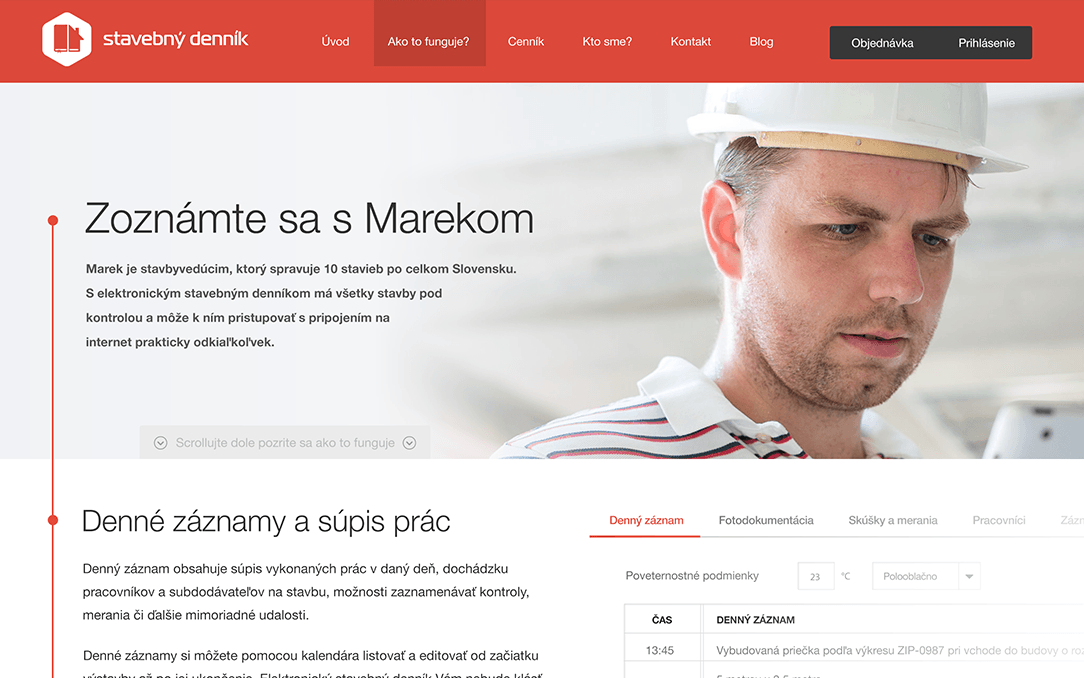 stavebný denník
Úvod
Ako to funguje?
Cenník
Kto sme?
Kontakt
Blog
Objednávka
Prihlásenie
Zoznámte sa s Marekom
Marek je stavbyvedúcim, ktorý spravuje 10 stavieb po celkom Slovensku.
S elektronickým stavebným denníkom má všetky stavby pod
kontrolou a môže k ním pristupovať s pripojením na
internet prakticky odkiaľkoľvek.
Scrollujte dole pozrite sa ako to funguje
Denné záznamy a súpis prác
Denný záznam obsahuje súpis vykonaných prác v daný deň, dochádzku
pracovníkov a subdodávateľov na stavbu, možnosti zaznamenávať kontroly,
merania či ďalšie mimoriadné udalosti.
Denné záznamy si môžete pomocou kalendára listovať a editovať od začiatku
Denný záznam
Fotodokumentácia
Skúšky a merania
Pracovníci
Poveternostné podmienky
23
°C
Polooblačno
ČAS
DENNÝ ZÁZNAM
13:45
Vybudovaná priečka podľa výkresu ZIP-0987 pri vchode do budovy o